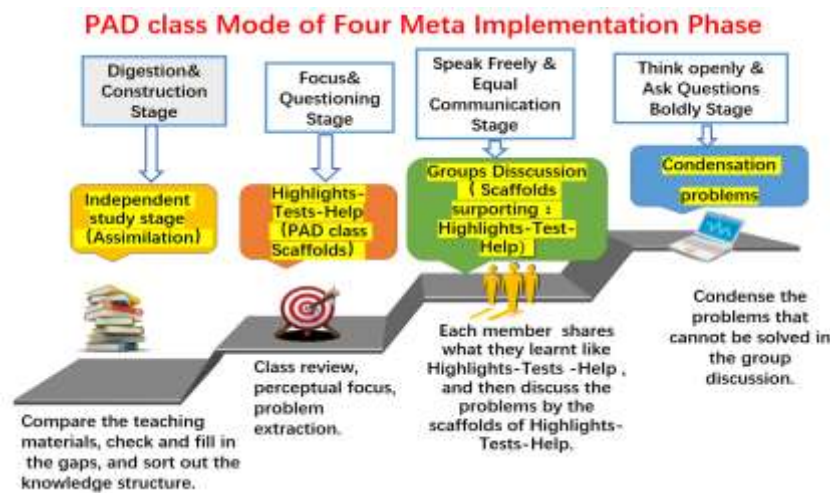 PAD class Mode of Four Meta Implementation Phase
Digestion&
Construction
Stage
Focus&
Questioning
Stage
Speak Freely &
Equal
Communication
Stage
Think openly &
Ask Questions
Boldly Stage
Independent
study stage
(Assimilation)
Highlights-
Tests-Help
(PAD class
Scaffolds)
Groups Disscussion
( Scaffolds
surporting :
Highlights-Test-
Help)
Condensation
problems
Compare the teaching
materials, check and fill in
the gaps, and sort out the
knowledge structure.
Class review,
perceptual focus,
problem
extraction.
Each member shares
what they learnt like
Highlights-Tests -Help ,
and then discuss the
problems by the
scaffolds of Highlights-
Tests-Help.
Condense the
problems that
cannot be solved in
the group
discussion.